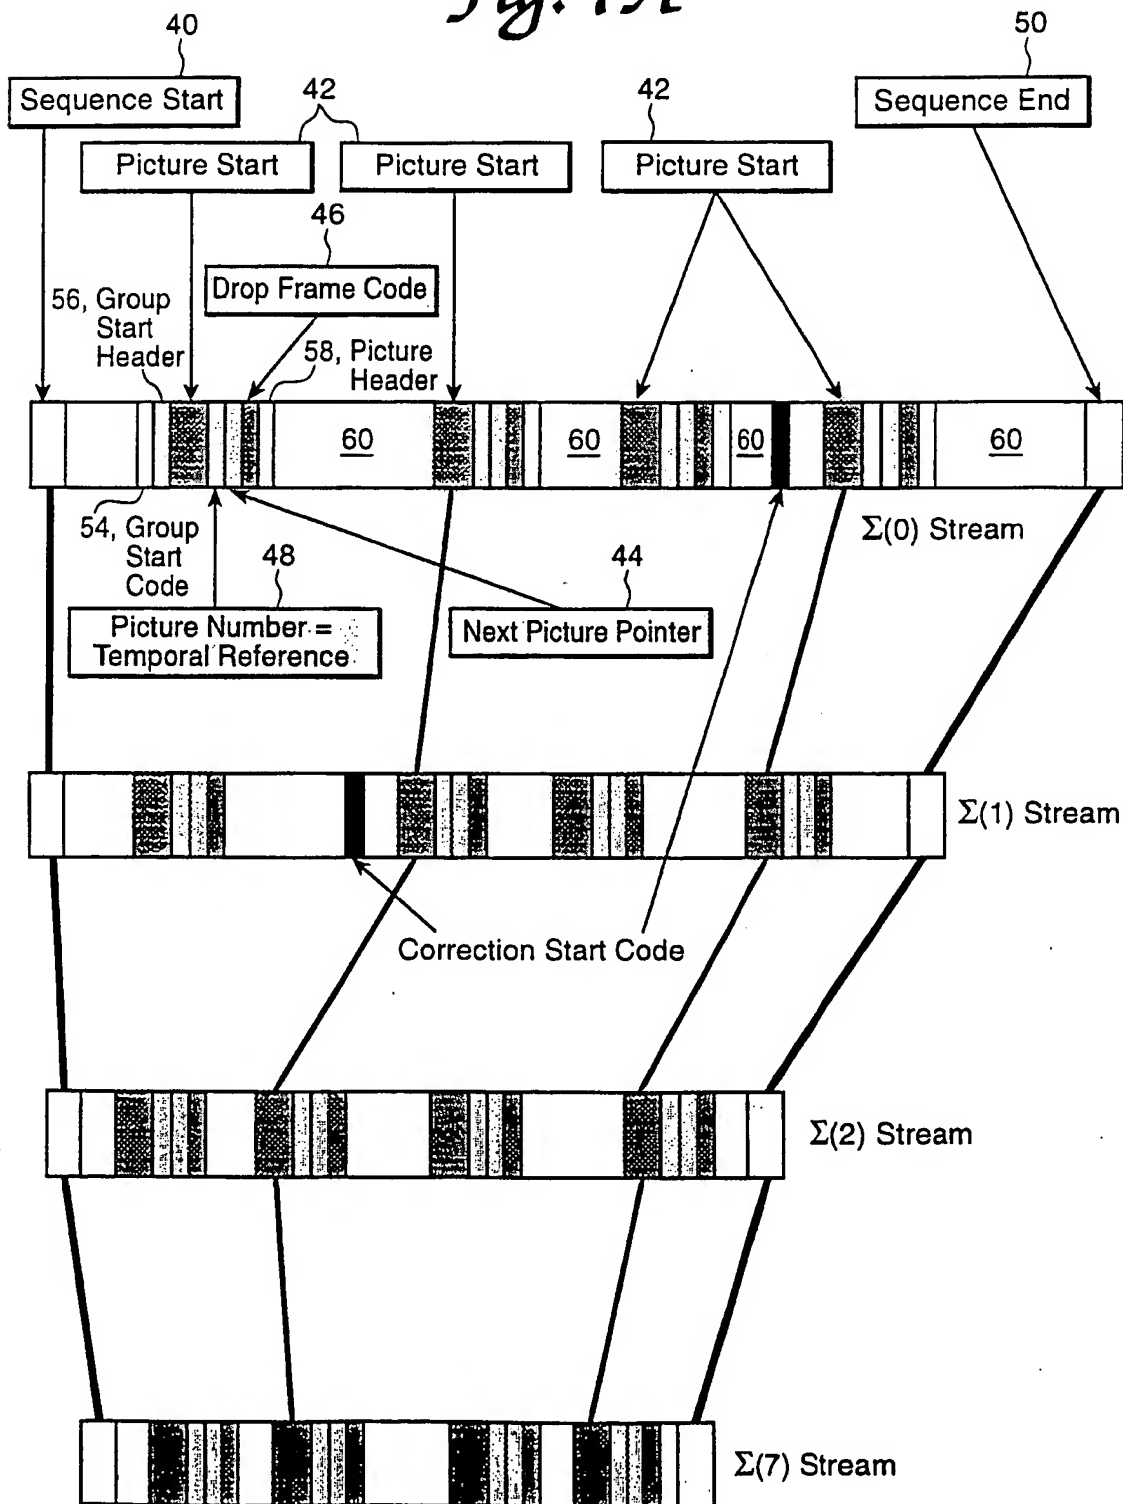 40
50
Sequence Start
42
42
Sequence End
Picture Start
Picture Start
Picture Start
46
Drop Frame Code
56, Group
Start
Header
58, Picture
Header
60
60
60
60
54, Group
Start
Code
Σ(0) Stream
48
44
Picture Number =
Temporal Reference
Next Picture Pointer
Σ(1) Stream
Correction Start Code
Σ(2) Stream
Σ(7) Stream